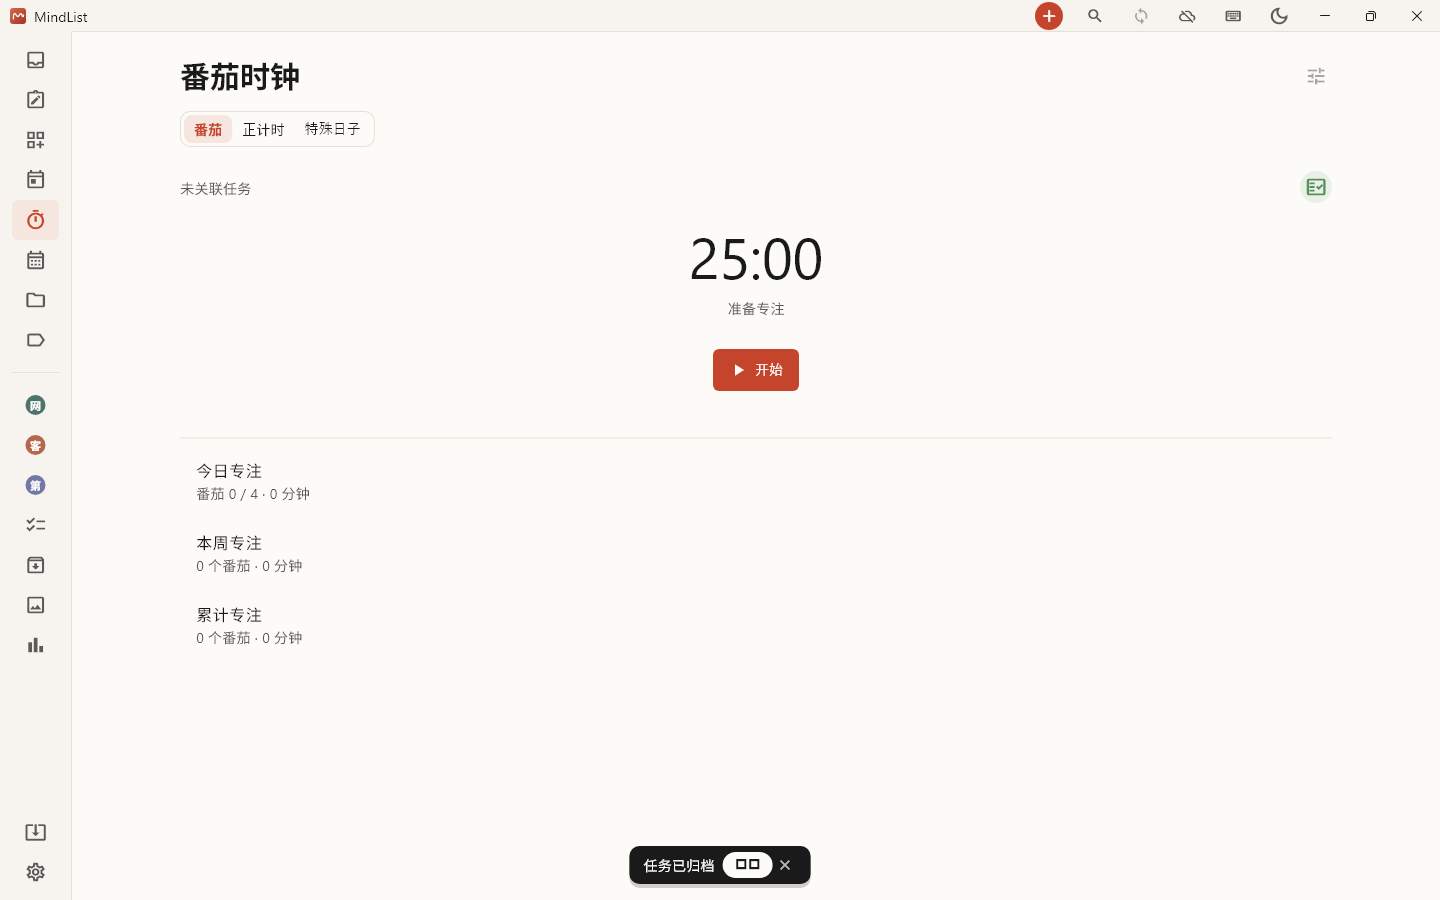 MindList
番茄时钟
番茄 正计时 特殊日子
未关联任务
25:00
准备专注
开始
网
客
第
今日专注
番茄 0 / 4 · 0 分钟
本周专注
0 个番茄 · 0 分钟
累计专注
0 个番茄 · 0 分钟
任务已归档